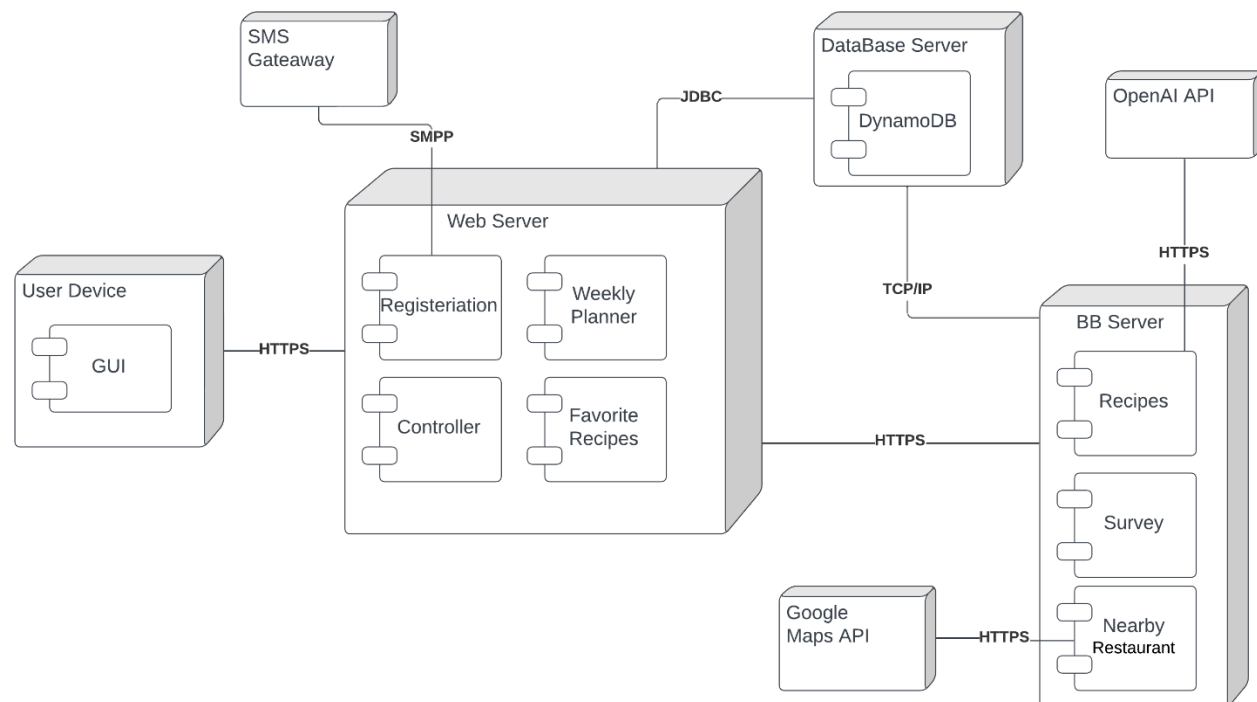 SMS
Gateaway
DataBase Server
DynamoDB
OpenAI API
JDBC
SMPP
Web Server
Registeriation
Weekly
Planner
Controller
Favorite
Recipes
User Device
GUI
HTTPS
TCP/IP
HTTPS
BB Server
Recipes
HTTPS
Survey
Google
Maps API
HTTPS
Nearby
Restaurant